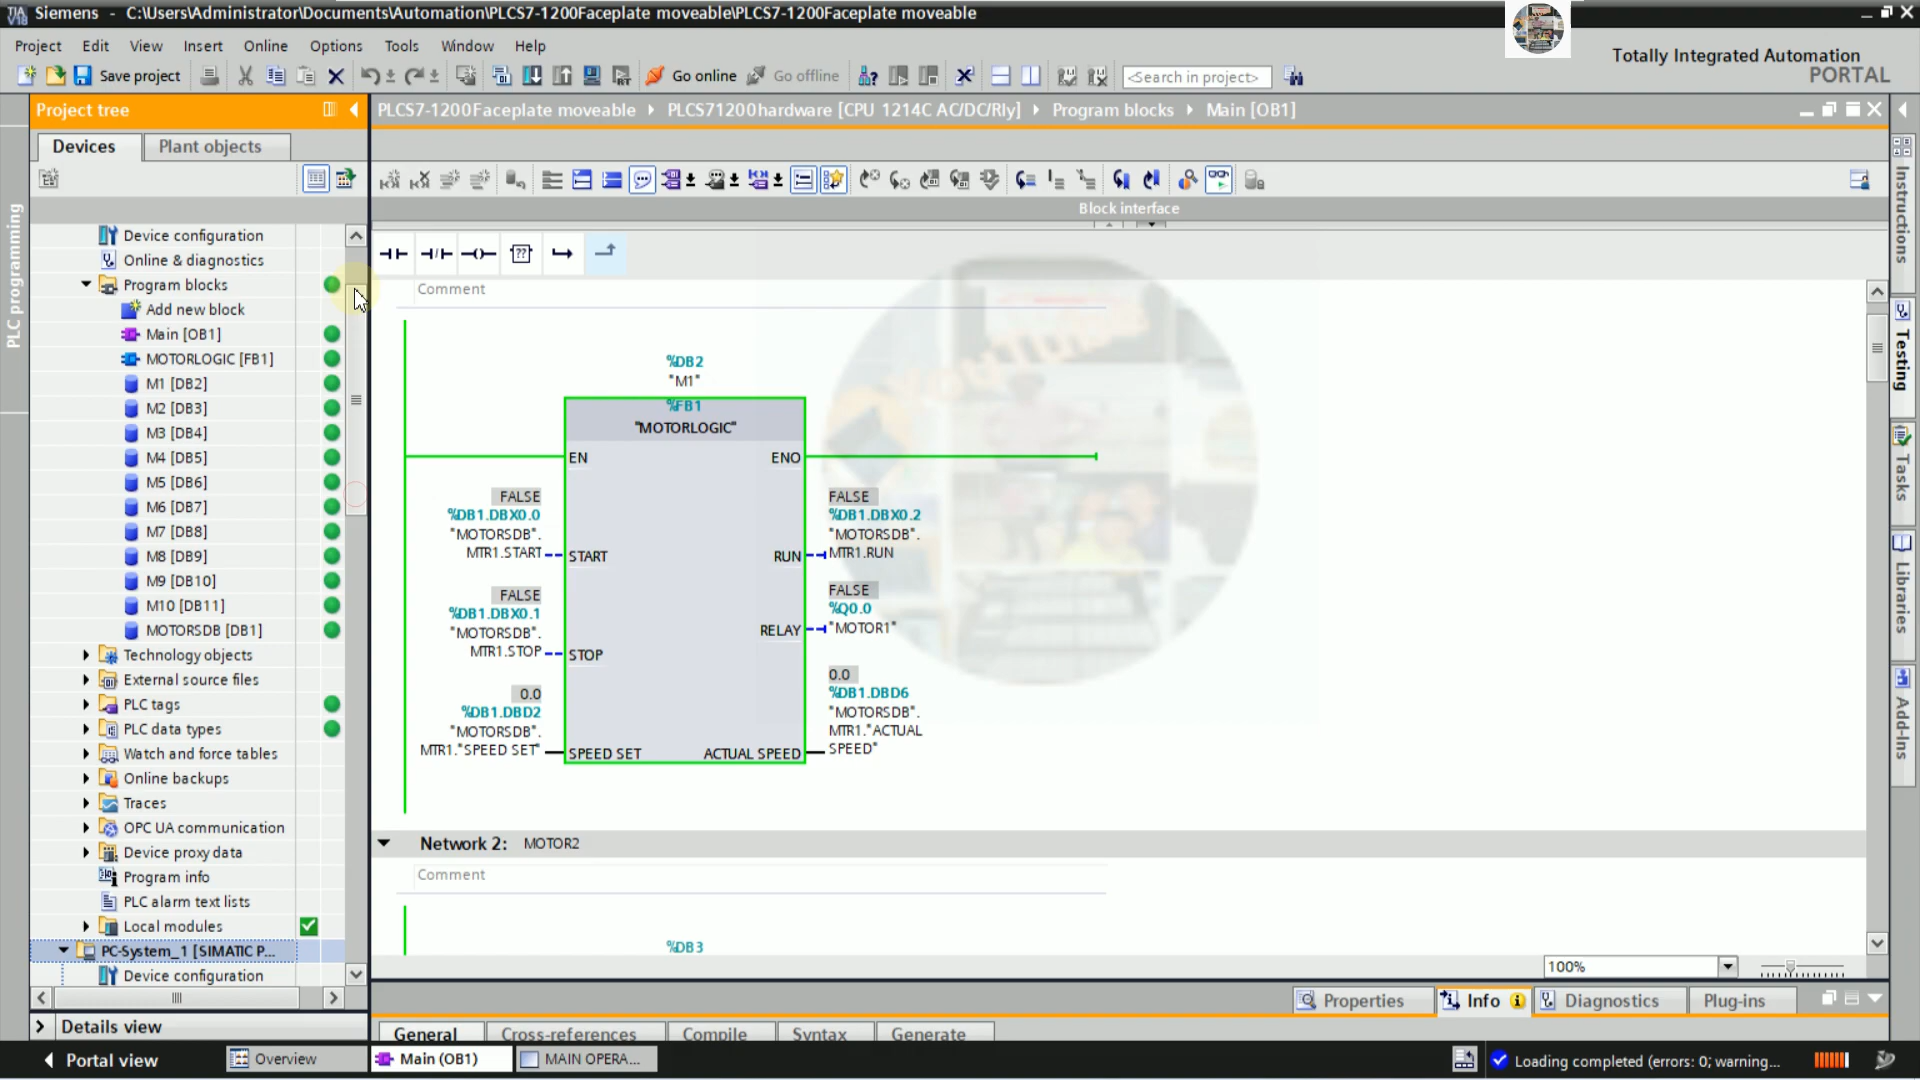 Siemens - C:\Users\Administrator\Documents\Automation\PLCS7-1200Faceplate moveable\PLCS7-1200Faceplate moveable
Project Edit View Insert Online Options Tools Window Help
Totally Integrated Automation
PORTAL
Save project
Go online
Go offline
<Search in project>
Project tree
PLCS7-1200Faceplate moveable
PLCS71200hardware [CPU 1214C AC/DC/Rly]
Program blocks
Main [OB1]
Devices
Plant objects
Block interface
PLC programming
Device configuration
Online & diagnostics
Program blocks
Add new block
Main [OB1]
MOTORLOGIC [FB1]
M1 [DB2]
M2 [DB3]
M3 [DB4]
M4 [DB5]
M5 [DB6]
M6 [DB7]
M7 [DB8]
M8 [DB9]
M9 [DB10]
M10 [DB11]
MOTORSDB [DB1]
Technology objects
External source files
PLC tags
PLC data types
Watch and force tables
Online backups
Traces
OPC UA communication
Device proxy data
Program info
PLC alarm text lists
Local modules
PC-System_1 [SIMATIC P...
Device configuration
Details view
??
Comment
%DB2
"M1"
%FB1
"MOTORLOGIC"
EN
ENO
FALSE
%DB1.DBX0.0
"MOTORSDB".
MTR1.START
START
FALSE
%DB1.DBX0.1
"MOTORSDB".
MTR1.STOP
STOP
0.0
%DB1.DBD2
"MOTORSDB".
MTR1."SPEED SET"
SPEED SET
FALSE
%DB1.DBX0.2
"MOTORSDB".
MTR1.RUN
RUN
FALSE
%Q0.0
"MOTOR1"
RELAY
0.0
%DB1.DBD6
"MOTORSDB".
MTR1."ACTUAL
SPEED"
ACTUAL SPEED
Network 2: MOTOR2
Comment
%DB3
100%
Instructions
Testing
Tasks
Libraries
Add-Ins
Properties
Info
Diagnostics
Plug-ins
General
Cross-references
Compile
Syntax
Generate
Portal view
Overview
Main (OB1)
MAIN OPERA...
Loading completed (errors: 0; warning...